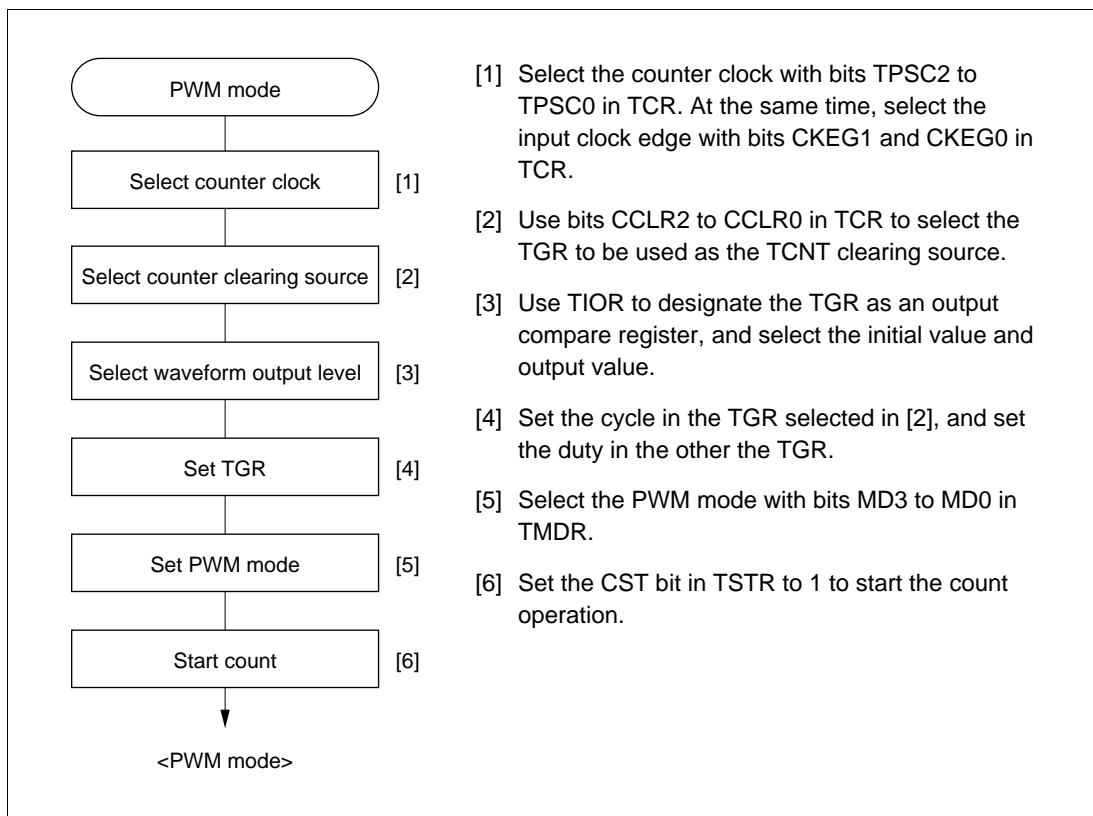 PWM mode
Select counter clock [1]
Select counter clearing source [2]
Select waveform output level [3]
Set TGR [4]
Set PWM mode [5]
Start count [6]
<PWM mode>
[1] Select the counter clock with bits TPSC2 to
TPSC0 in TCR. At the same time, select the
input clock edge with bits CKEG1 and CKEG0 in
TCR.
[2] Use bits CCLR2 to CCLR0 in TCR to select the
TGR to be used as the TCNT clearing source.
[3] Use TIOR to designate the TGR as an output
compare register, and select the initial value and
output value.
[4] Set the cycle in the TGR selected in [2], and set
the duty in the other the TGR.
[5] Select the PWM mode with bits MD3 to MD0 in
TMDR.
[6] Set the CST bit in TSTR to 1 to start the count
operation.